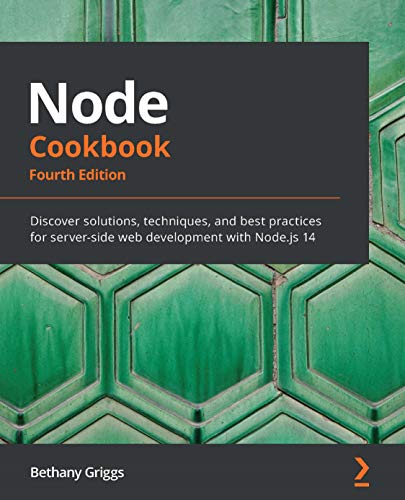 Node
Cookbook
Fourth Edition
Discover solutions, techniques, and best practices
for server-side web development with Node.js 14
Bethany Griggs